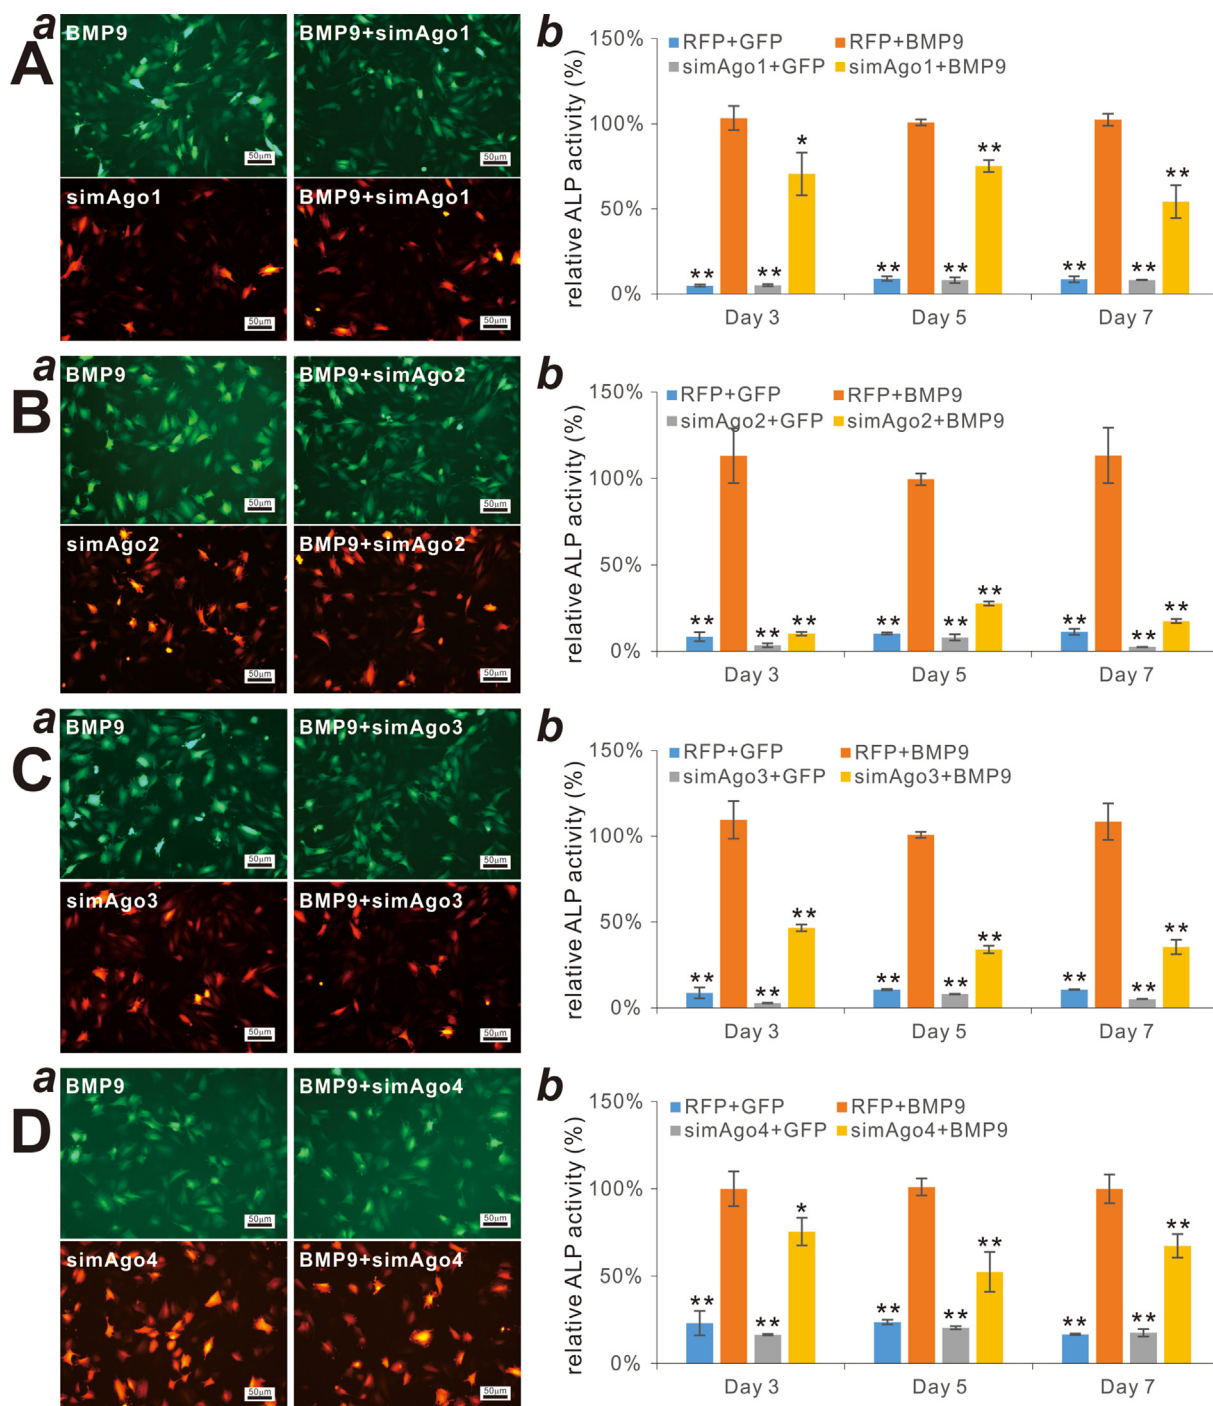 a
A
BMP9
BMP9+simAgo1
50μm
50μm
simAgo1
BMP9+simAgo1
50μm
50μm
b
relative ALP activity (%)
150%
100%
50%
0%
RFP+GFP
RFP+BMP9
simAgo1+GFP
simAgo1+BMP9
**
**
*
**
**
**
**
**
**
Day 3
Day 5
Day 7
a
B
BMP9
BMP9+simAgo2
50μm
50μm
simAgo2
BMP9+simAgo2
50μm
50μm
b
relative ALP activity (%)
150%
100%
50%
0%
RFP+GFP
RFP+BMP9
simAgo2+GFP
simAgo2+BMP9
**
**
**
**
**
**
**
**
**
Day 3
Day 5
Day 7
a
C
BMP9
BMP9+simAgo3
50μm
50μm
simAgo3
BMP9+simAgo3
50μm
50μm
b
relative ALP activity (%)
150%
100%
50%
0%
RFP+GFP
RFP+BMP9
simAgo3+GFP
simAgo3+BMP9
**
**
**
**
**
**
**
**
**
Day 3
Day 5
Day 7
a
D
BMP9
BMP9+simAgo4
50μm
50μm
simAgo4
BMP9+simAgo4
50μm
50μm
b
relative ALP activity (%)
150%
100%
50%
0%
RFP+GFP
RFP+BMP9
simAgo4+GFP
simAgo4+BMP9
**
**
*
**
**
**
**
**
**
Day 3
Day 5
Day 7